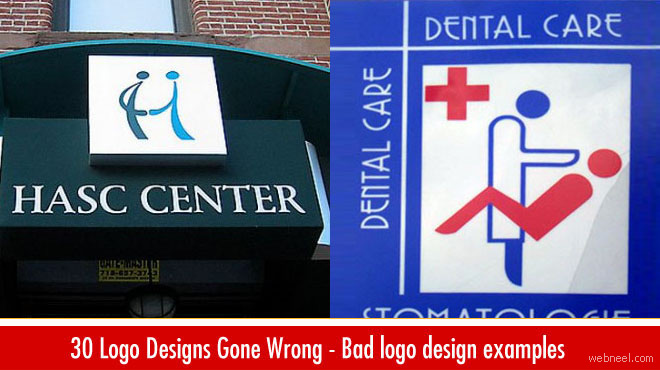 HASC CENTER
DENTAL CARE
DENTAL CARE
STOMATOLOGIE
30 Logo Designs Gone Wrong - Bad logo design examples
webneel.com